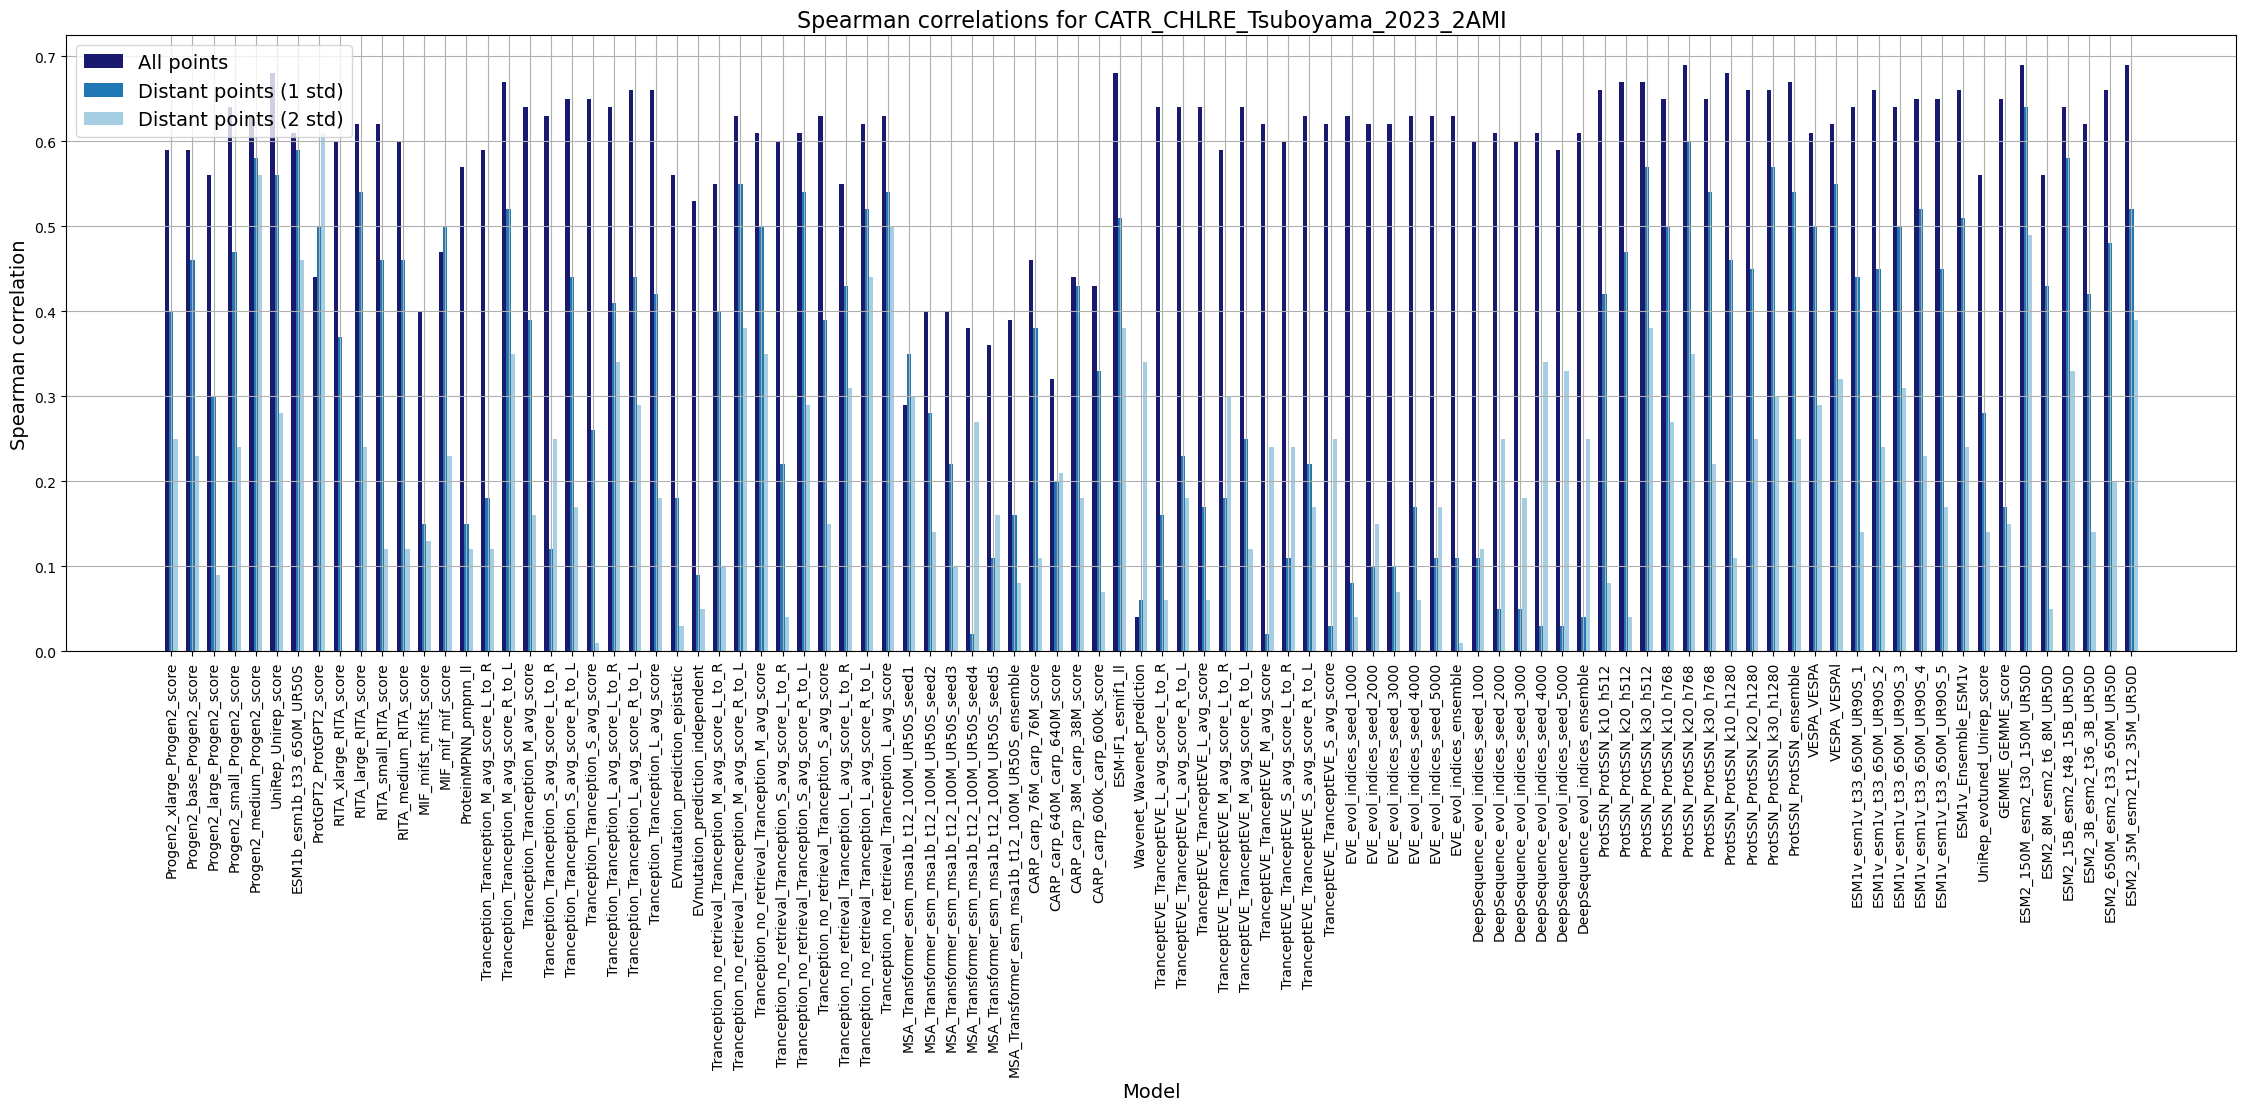 Spearman correlations for CATR_CHLRE_Tsuboyama_2023_2AMI
All points
Distant points (1 std)
Distant points (2 std)
Spearman correlation
0.7
0.6
0.5
0.4
0.3
0.2
0.1
0.0
Progen2_xlarge_Progen2_score
Progen2_base_Progen2_score
Progen2_large_Progen2_score
Progen2_small_Progen2_score
Progen2_medium_Progen2_score
UniRep_Unirep_score
ESM1b_esm1b_t33_650M_UR50S
ProtGPT2_ProtGPT2_score
RITA_xlarge_RITA_score
RITA_large_RITA_score
RITA_small_RITA_score
RITA_medium_RITA_score
MIF_mifst_mifst_score
MIF_mif_mif_score
ProteinMPNN_pmpnn_ll
Tranception_Tranception_M_avg_score_L_to_R
Tranception_Tranception_M_avg_score_R_to_L
Tranception_Tranception_M_avg_score
Tranception_Tranception_S_avg_score_L_to_R
Tranception_Tranception_S_avg_score_R_to_L
Tranception_Tranception_S_avg_score
Tranception_Tranception_L_avg_score_L_to_R
Tranception_Tranception_L_avg_score_R_to_L
Tranception_Tranception_L_avg_score
EVmutation_prediction_epistatic
EVmutation_prediction_independent
Tranception_no_retrieval_Tranception_M_avg_score_L_to_R
Tranception_no_retrieval_Tranception_M_avg_score_R_to_L
Tranception_no_retrieval_Tranception_M_avg_score
Tranception_no_retrieval_Tranception_S_avg_score_L_to_R
Tranception_no_retrieval_Tranception_S_avg_score_R_to_L
Tranception_no_retrieval_Tranception_S_avg_score
Tranception_no_retrieval_Tranception_L_avg_score_L_to_R
Tranception_no_retrieval_Tranception_L_avg_score_R_to_L
Tranception_no_retrieval_Tranception_L_avg_score
MSA_Transformer_esm_msa1b_t12_100M_UR50S_seed1
MSA_Transformer_esm_msa1b_t12_100M_UR50S_seed2
MSA_Transformer_esm_msa1b_t12_100M_UR50S_seed3
MSA_Transformer_esm_msa1b_t12_100M_UR50S_seed4
MSA_Transformer_esm_msa1b_t12_100M_UR50S_seed5
MSA_Transformer_esm_msa1b_t12_100M_UR50S_ensemble
CARP_carp_76M_carp_76M_score
CARP_carp_640M_carp_640M_score
CARP_carp_38M_carp_38M_score
CARP_carp_600k_carp_600k_score
ESM-IF1_esmif1_ll
Wavenet_Wavenet_prediction
TranceptEVE_TranceptEVE_L_avg_score_L_to_R
TranceptEVE_TranceptEVE_L_avg_score_R_to_L
TranceptEVE_TranceptEVE_L_avg_score
TranceptEVE_TranceptEVE_M_avg_score_L_to_R
TranceptEVE_TranceptEVE_M_avg_score_R_to_L
TranceptEVE_TranceptEVE_M_avg_score
TranceptEVE_TranceptEVE_S_avg_score_L_to_R
TranceptEVE_TranceptEVE_S_avg_score_R_to_L
TranceptEVE_TranceptEVE_S_avg_score
EVE_evol_indices_seed_1000
EVE_evol_indices_seed_2000
EVE_evol_indices_seed_3000
EVE_evol_indices_seed_4000
EVE_evol_indices_seed_5000
EVE_evol_indices_ensemble
DeepSequence_evol_indices_seed_1000
DeepSequence_evol_indices_seed_2000
DeepSequence_evol_indices_seed_3000
DeepSequence_evol_indices_seed_4000
DeepSequence_evol_indices_seed_5000
DeepSequence_evol_indices_ensemble
ProtSSN_ProtSSN_k10_h512
ProtSSN_ProtSSN_k20_h512
ProtSSN_ProtSSN_k30_h512
ProtSSN_ProtSSN_k10_h768
ProtSSN_ProtSSN_k20_h768
ProtSSN_ProtSSN_k30_h768
ProtSSN_ProtSSN_k10_h1280
ProtSSN_ProtSSN_k20_h1280
ProtSSN_ProtSSN_k30_h1280
ProtSSN_ProtSSN_ensemble
VESPA_VESPA
VESPA_VESPAl
ESM1v_esm1v_t33_650M_UR90S_1
ESM1v_esm1v_t33_650M_UR90S_2
ESM1v_esm1v_t33_650M_UR90S_3
ESM1v_esm1v_t33_650M_UR90S_4
ESM1v_esm1v_t33_650M_UR90S_5
ESM1v_Ensemble_ESM1v
UniRep_evotuned_Unirep_score
GEMME_GEMME_score
ESM2_150M_esm2_t30_150M_UR50D
ESM2_8M_esm2_t6_8M_UR50D
ESM2_15B_esm2_t48_15B_UR50D
ESM2_3B_esm2_t36_3B_UR50D
ESM2_650M_esm2_t33_650M_UR50D
ESM2_35M_esm2_t12_35M_UR50D
Model